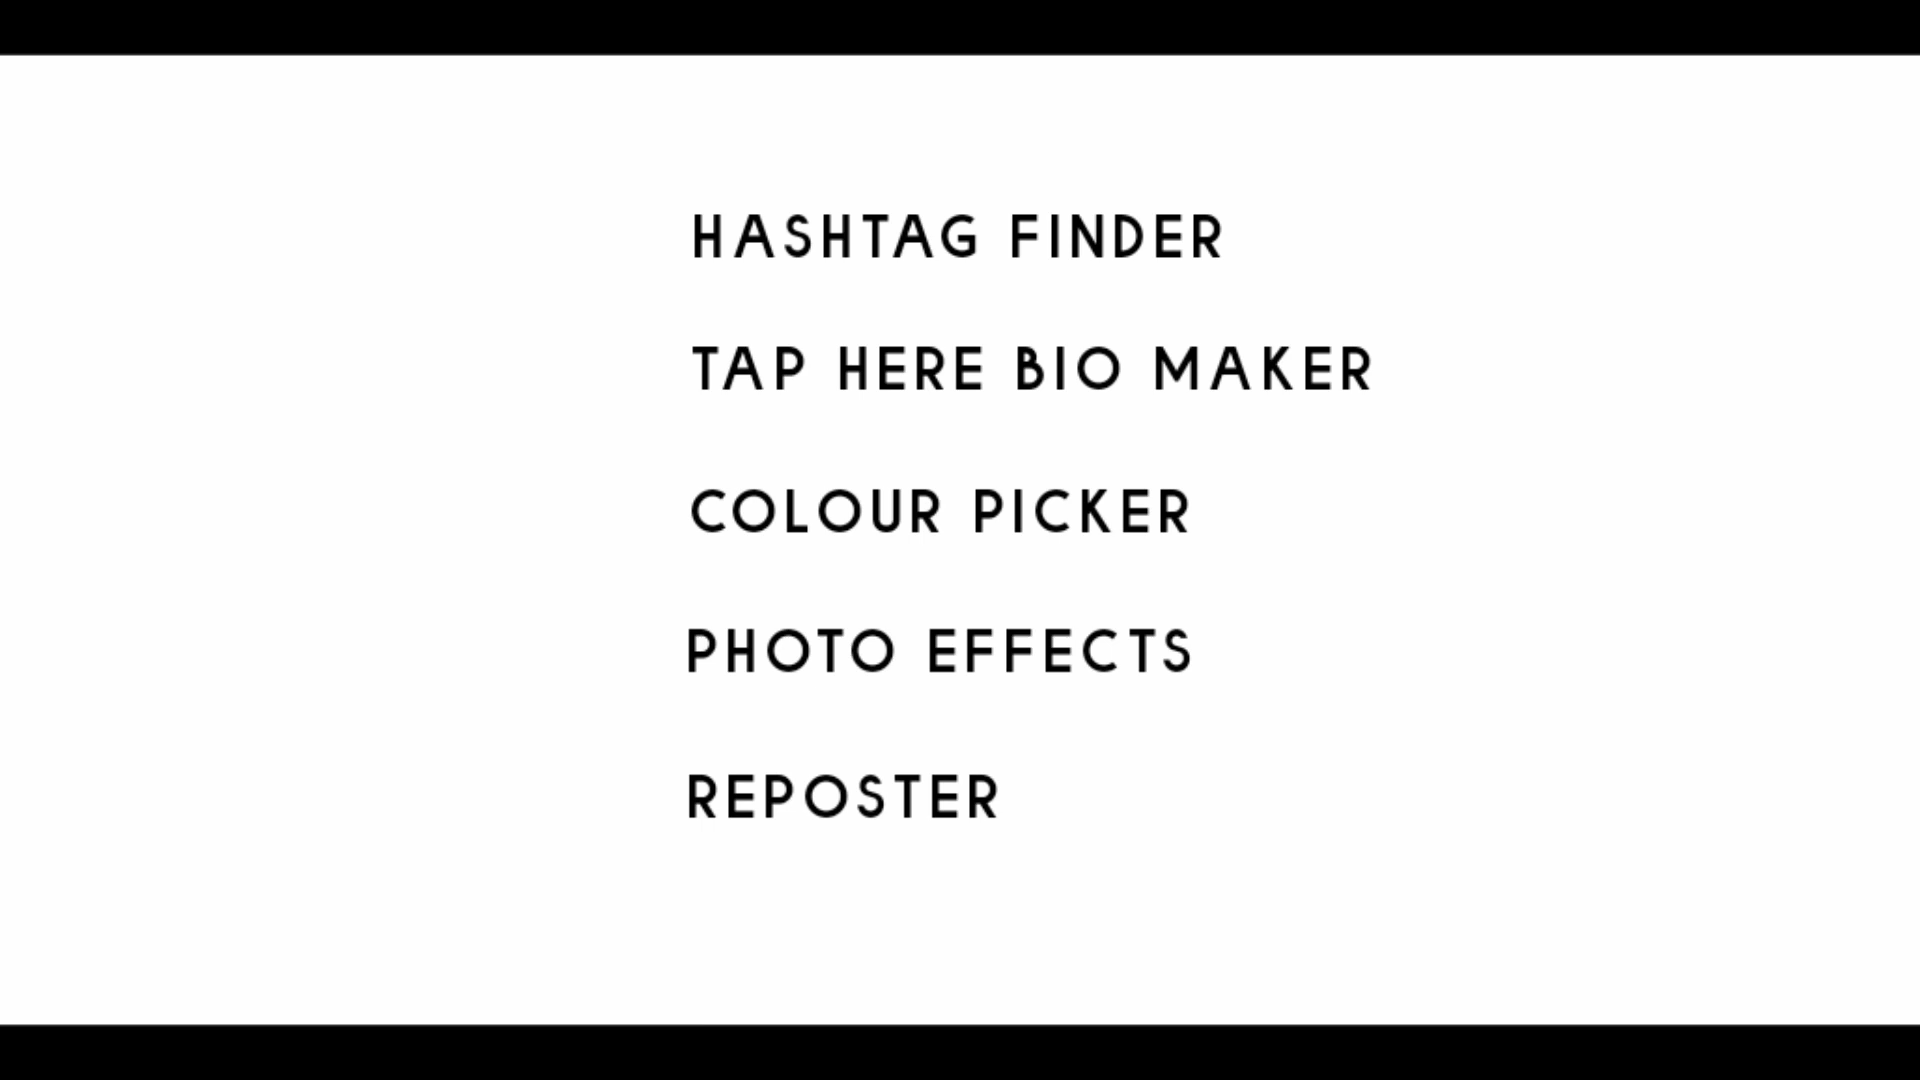 HASHTAG FINDER
TAP HERE BIO MAKER
COLOUR PICKER
PHOTO EFFECTS
REPOSTER